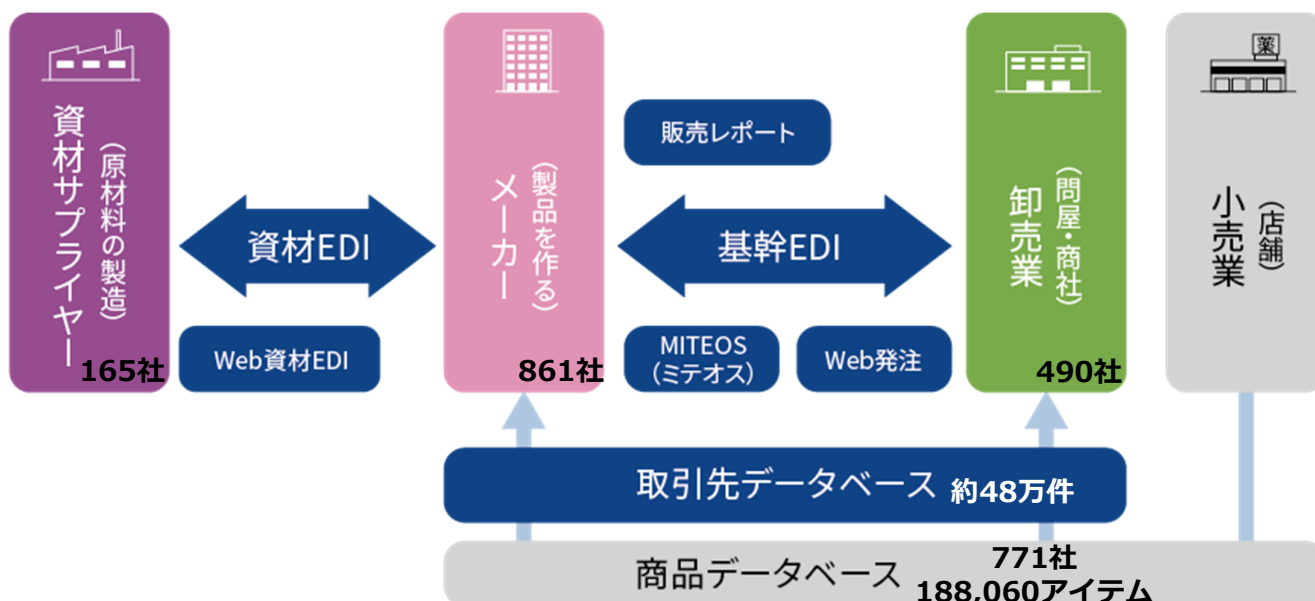 資材サプライヤー
(原材料の製造)
165社
資材EDI
Web資材EDI
メーカー
(製品を作る)
861社
販売レポート
基幹EDI
MITEOS
(ミテオス)
Web発注
卸売業
(問屋・商社)
490社
薬
小売業
(店舗)
取引先データベース 約48万件
商品データベース
771社
188,060アイテム